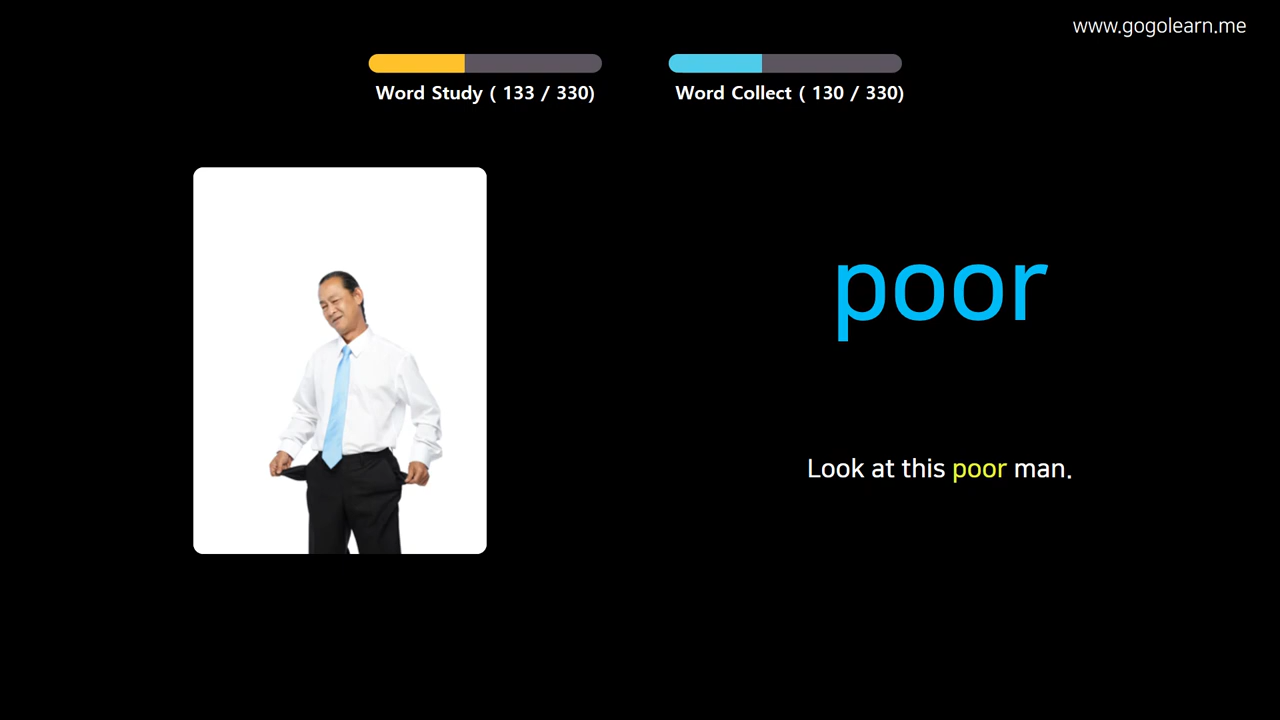 www.gogolearn.me
Word Study ( 133 / 330)
Word Collect ( 130 / 330)
poor
Look at this poor man.